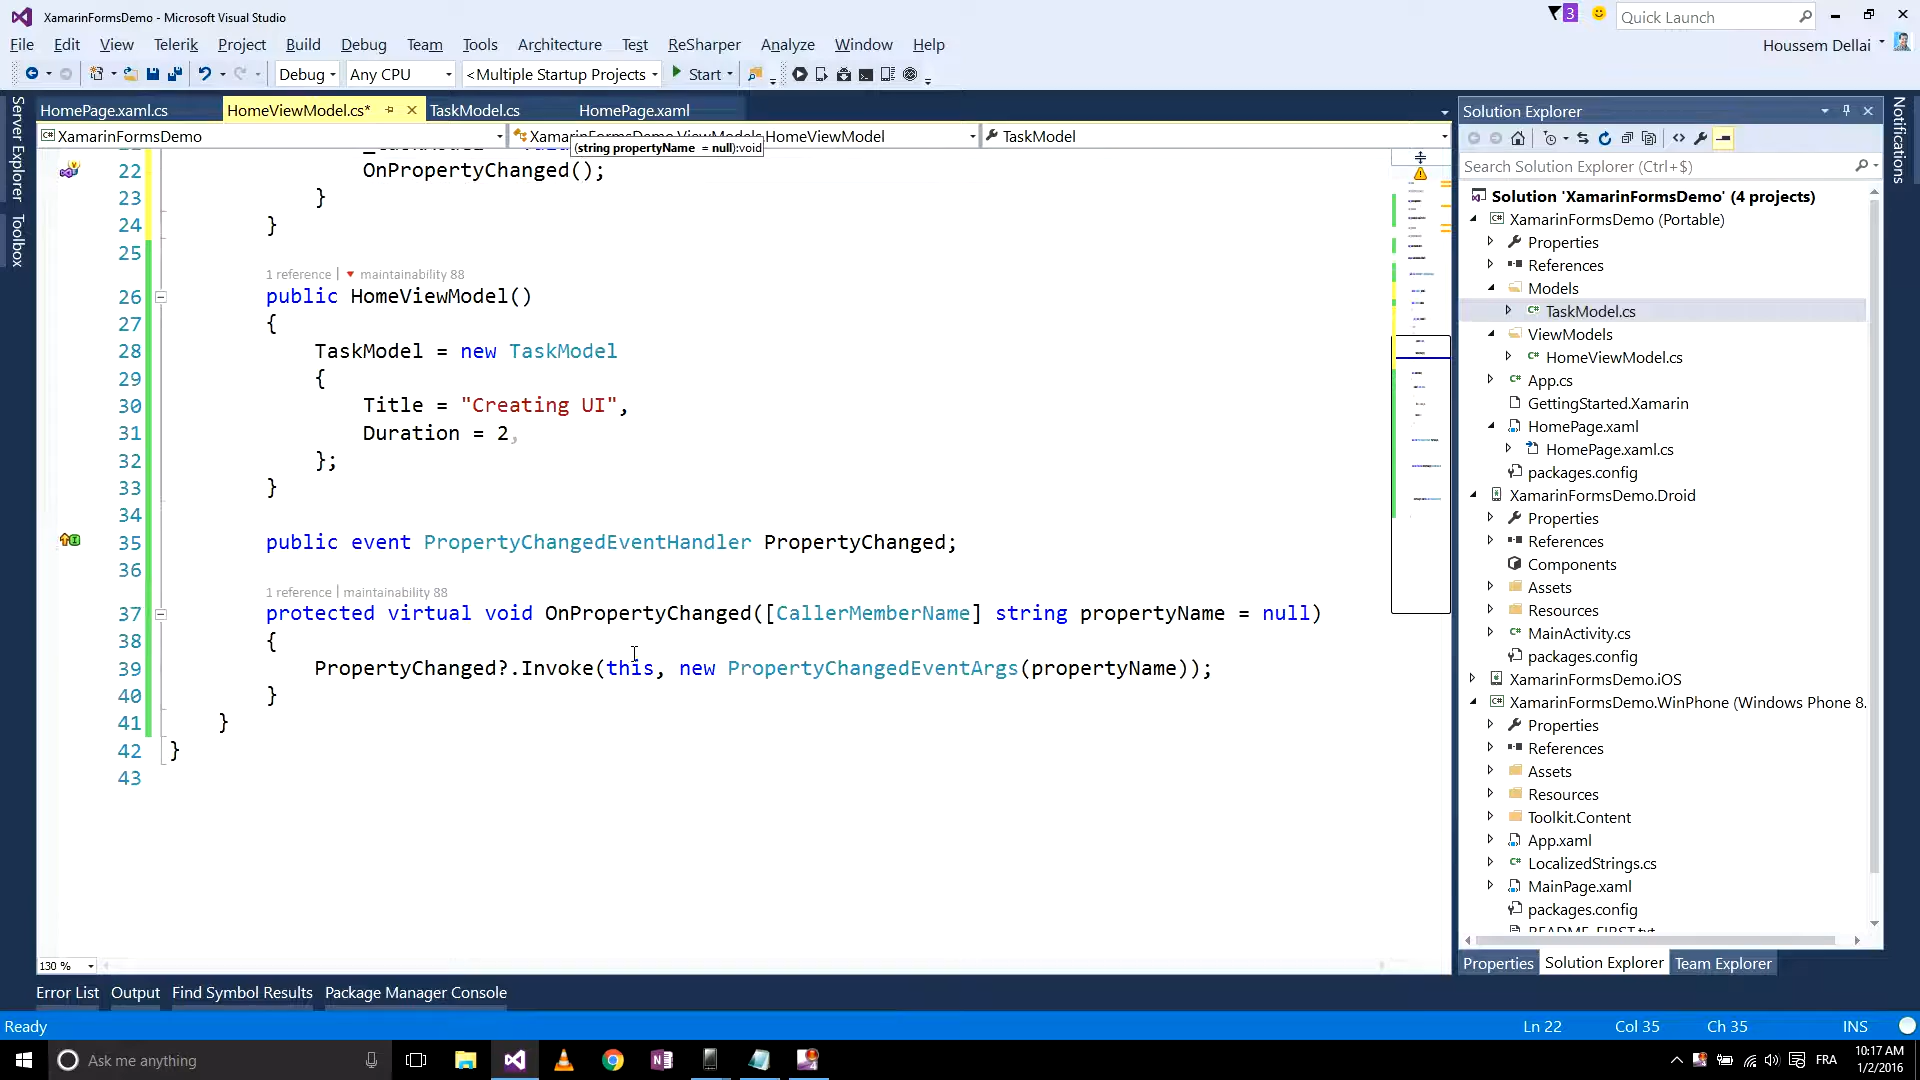 XamarinFormsDemo - Microsoft Visual Studio
3
Quick Launch
File Edit View Telerik Project Build Debug Team Tools Architecture Test ReSharper Analyze Window Help
Houssem Dellai
Debug Any CPU <Multiple Startup Projects Start
HomePage.xaml.cs HomeViewModel.cs* TaskModel.cs HomePage.xaml
XamarinFormsDemo XamarinFormsDemo.ViewModels.HomeViewModel TaskModel
(string propertyName = null):void
22 OnPropertyChanged();
23 }
24 }
25
1 reference | maintainability 88
26 public HomeViewModel()
27 {
28 TaskModel = new TaskModel
29 {
30 Title = "Creating UI",
31 Duration = 2,
32 };
33 }
34
35 public event PropertyChangedEventHandler PropertyChanged;
36
1 reference | maintainability 88
37 protected virtual void OnPropertyChanged([CallerMemberName] string propertyName = null)
38 {
39 PropertyChanged?.Invoke(this, new PropertyChangedEventArgs(propertyName));
40 }
41 }
42 }
43
130 %
Server Explorer
Toolbox
Solution Explorer
Search Solution Explorer (Ctrl+$)
Solution 'XamarinFormsDemo' (4 projects)
XamarinFormsDemo (Portable)
Properties
References
Models
TaskModel.cs
ViewModels
HomeViewModel.cs
App.cs
GettingStarted.Xamarin
HomePage.xaml
HomePage.xaml.cs
packages.config
XamarinFormsDemo.Droid
Properties
References
Components
Assets
Resources
MainActivity.cs
packages.config
XamarinFormsDemo.iOS
XamarinFormsDemo.WinPhone (Windows Phone 8.
Properties
References
Assets
Resources
Toolkit.Content
App.xaml
LocalizedStrings.cs
MainPage.xaml
packages.config
README_FIRST.txt
Properties Solution Explorer Team Explorer
Notifications
Error List Output Find Symbol Results Package Manager Console
Ready Ln 22 Col 35 Ch 35 INS
Ask me anything
FRA
10:17 AM
1/2/2016